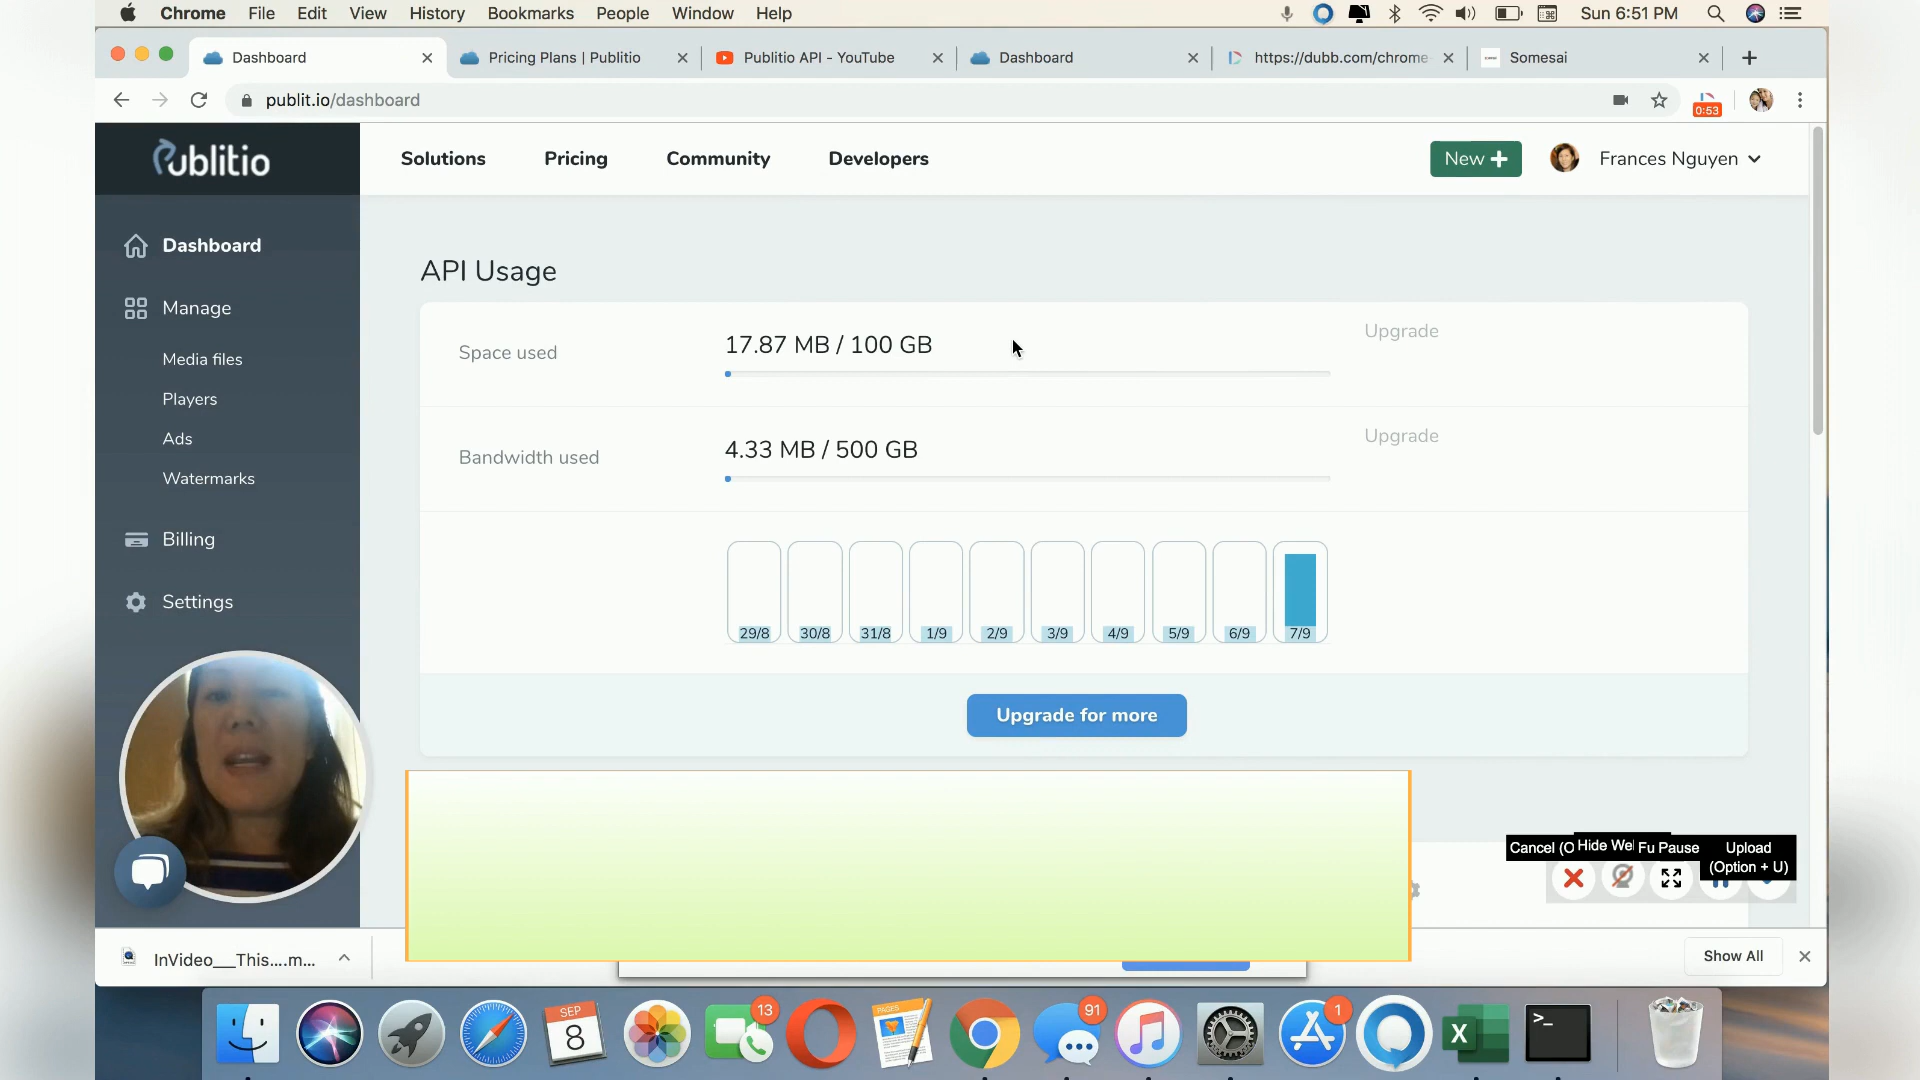 Chrome File Edit View History Bookmarks People Window Help Sun 6:51 PM
Dashboard Pricing Plans | Publitio Publitio API - YouTube Dashboard https://dubb.com/chrome Somesai
publit.io/dashboard 0:53
Publitio Solutions Pricing Community Developers New Frances Nguyen
Dashboard
Manage
Media files
Players
Ads
Watermarks
Billing
Settings
API Usage
Space used 17.87 MB / 100 GB Upgrade
Bandwidth used 4.33 MB / 500 GB Upgrade
29/8 30/8 31/8 1/9 2/9 3/9 4/9 5/9 6/9 7/9
Upgrade for more
Cancel (O Hide We Fu Pause Upload
(Option + U)
InVideo__This....m... Show All
SEP
8
13
PAGES
91
1
X
>_